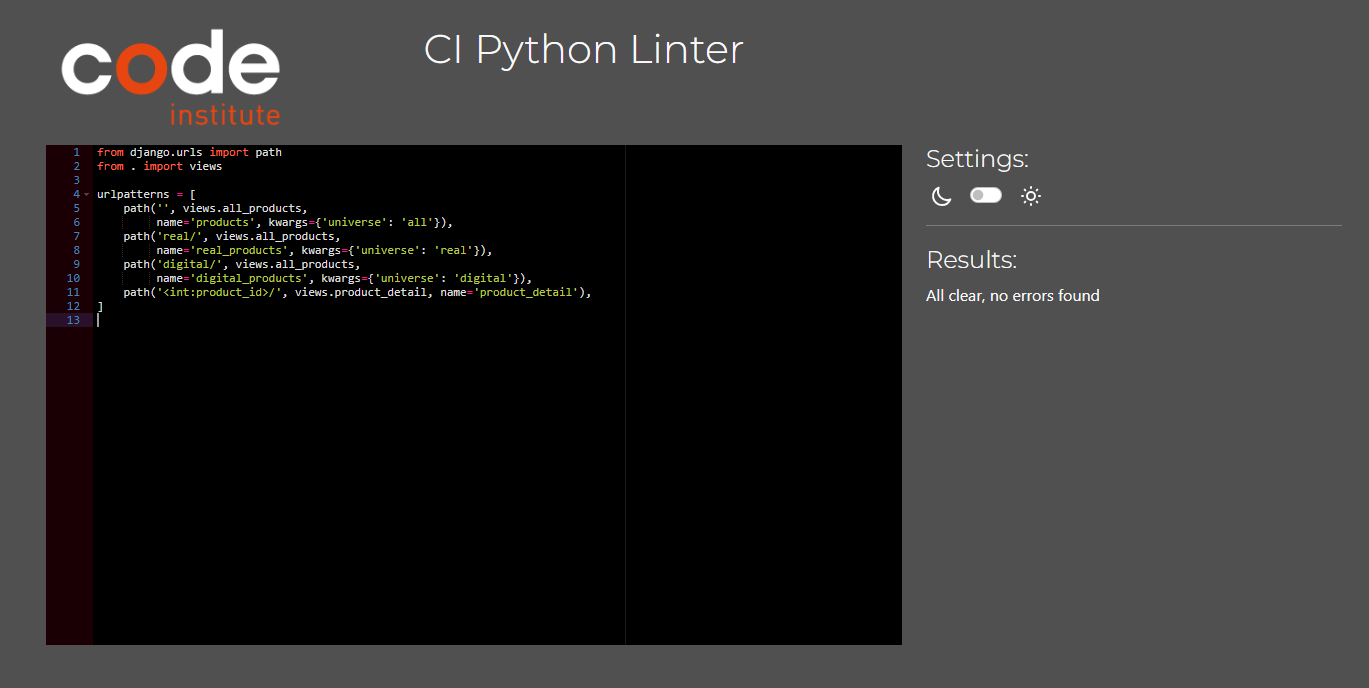 code
institute
CI Python Linter
1 from django.urls import path
2 from . import views
3
4 urlpatterns = [
5     path('', views.all_products,
6          name='products', kwargs={'universe': 'all'}),
7     path('real/', views.all_products,
8          name='real_products', kwargs={'universe': 'real'}),
9     path('digital/', views.all_products,
10          name='digital_products', kwargs={'universe': 'digital'}),
11     path('<int:product_id>/', views.product_detail, name='product_detail'),
12 ]
13
Settings:
Results:
All clear, no errors found